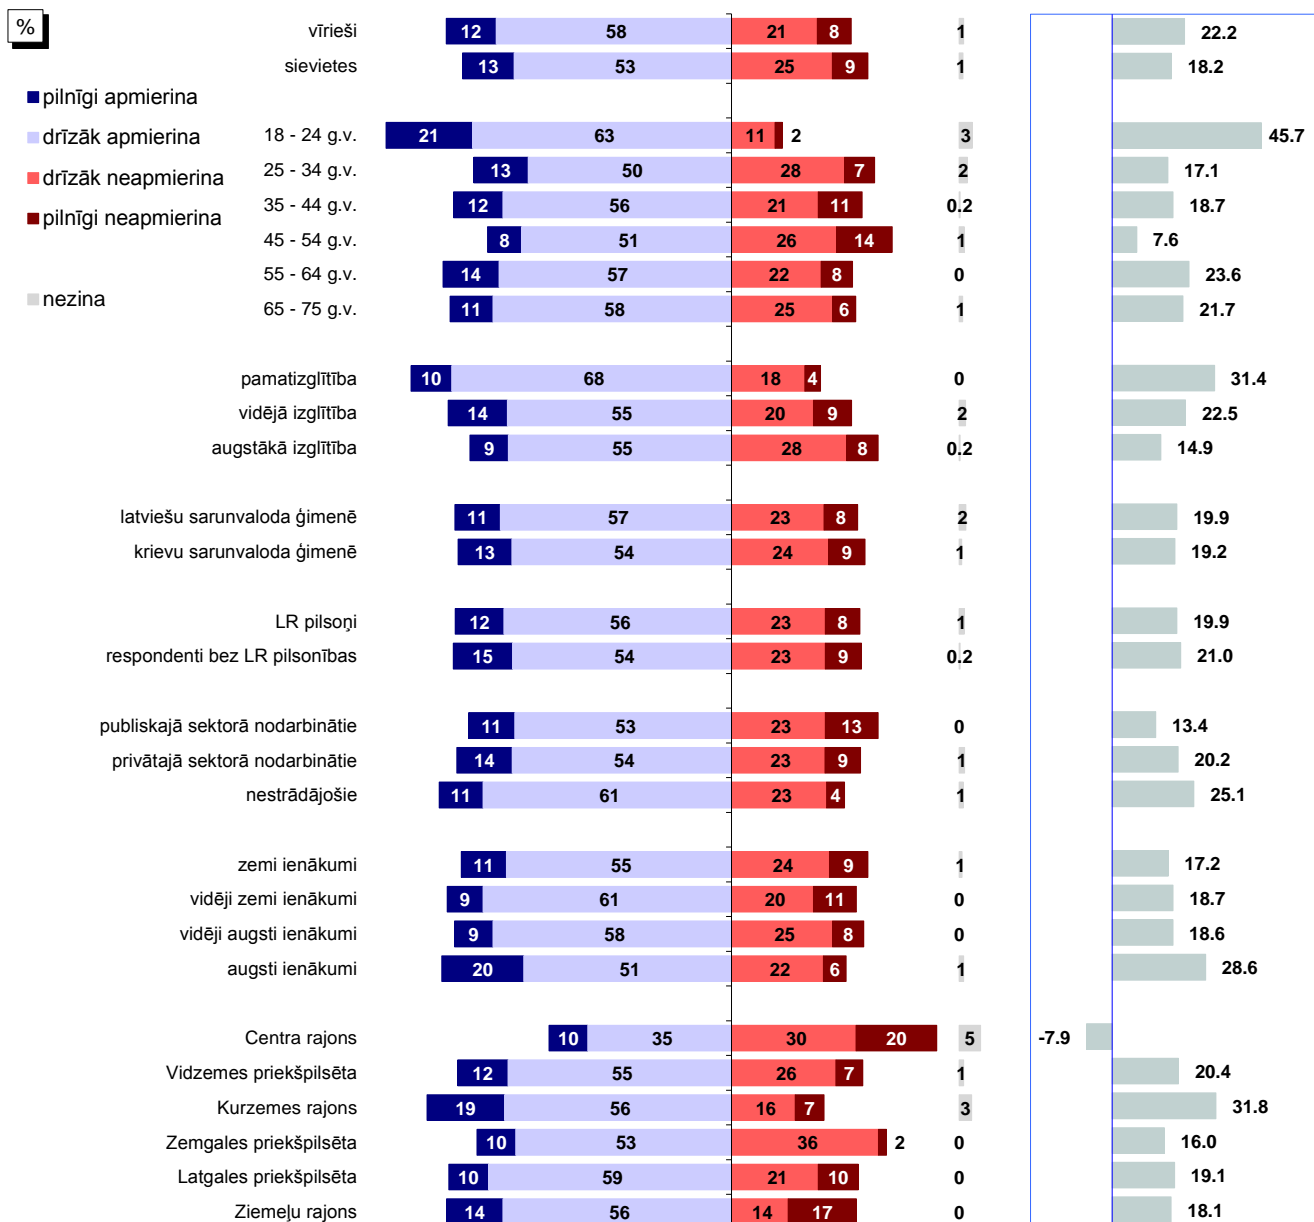 %
pilnīgi apmierina
drīzāk apmierina
drīzāk neapmierina
pilnīgi neapmierina
nezina
vīrieši 12 58 21 8 1 22.2
sievietes 13 53 25 9 1 18.2
18 - 24 g.v. 21 63 11 2 3 45.7
25 - 34 g.v. 13 50 28 7 2 17.1
35 - 44 g.v. 12 56 21 11 0.2 18.7
45 - 54 g.v. 8 51 26 14 1 7.6
55 - 64 g.v. 14 57 22 8 0 23.6
65 - 75 g.v. 11 58 25 6 1 21.7
pamatizglītība 10 68 18 4 0 31.4
vidējā izglītība 14 55 20 9 2 22.5
augstākā izglītība 9 55 28 8 0.2 14.9
latviešu sarunvaloda ģimenē 11 57 23 8 2 19.9
krievu sarunvaloda ģimenē 13 54 24 9 1 19.2
LR pilsoņi 12 56 23 8 1 19.9
respondenti bez LR pilsonības 15 54 23 9 0.2 21.0
publiskajā sektorā nodarbinātie 11 53 23 13 0 13.4
privātajā sektorā nodarbinātie 14 54 23 9 1 20.2
nestrādājošie 11 61 23 4 1 25.1
zemi ienākumi 11 55 24 9 1 17.2
vidēji zemi ienākumi 9 61 20 11 0 18.7
vidēji augsti ienākumi 9 58 25 8 0 18.6
augsti ienākumi 20 51 22 6 1 28.6
Centra rajons 10 35 30 20 5 -7.9
Vidzemes priekšpilsēta 12 55 26 7 1 20.4
Kurzemes rajons 19 56 16 7 3 31.8
Zemgales priekšpilsēta 10 53 36 2 0 16.0
Latgales priekšpilsēta 10 59 21 10 0 19.1
Ziemeļu rajons 14 56 14 17 0 18.1